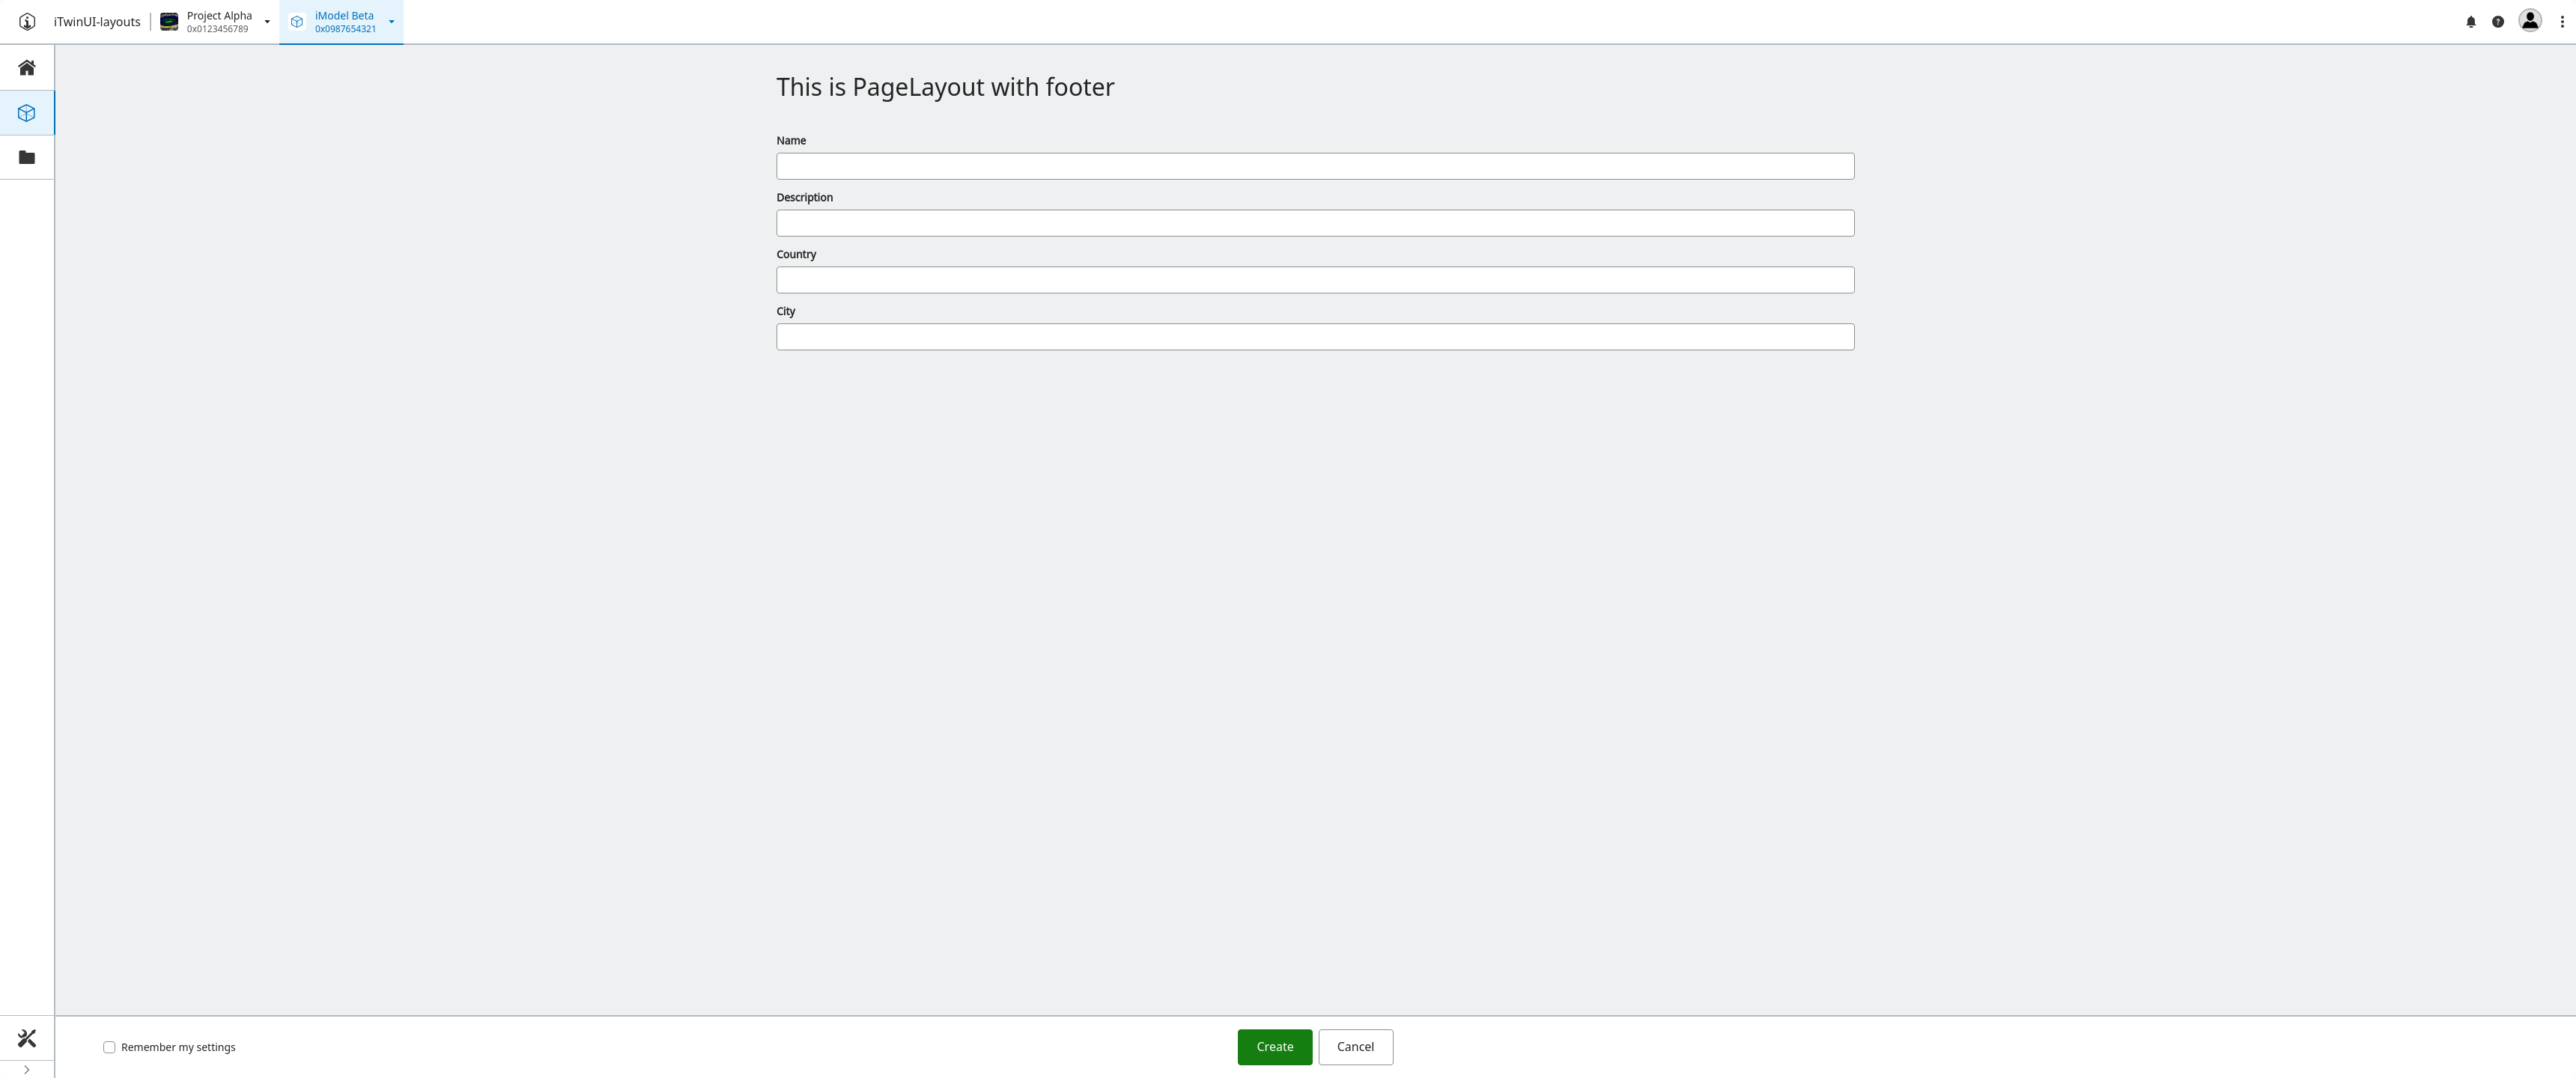 iTwinUI-layouts
Project Alpha
0x0123456789
iModel Beta
0x0987654321
This is PageLayout with footer
Name
Description
Country
City
Remember my settings
Create
Cancel